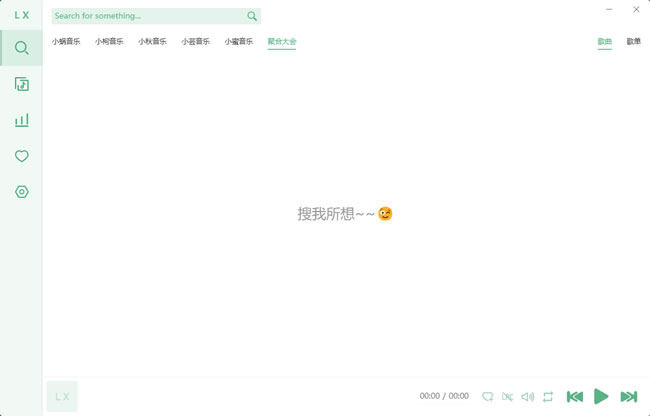 LX
Search for something...
小蜗音乐 小枸音乐 小秋音乐 小芸音乐 小蜜音乐 聚合大会 歌曲 歌单
搜我所想~~😉
LX
00:00 / 00:00